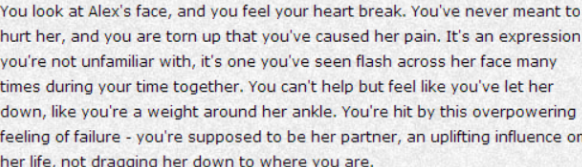 You look at Alex's face, and you feel your heart break. You've never meant to
hurt her, and you are torn up that you've caused her pain. It's an expression
you're not unfamiliar with, it's one you've seen flash across her face many
times during your time together. You can't help but feel like you've let her
down, like you're a weight around her ankle. You're hit by this overpowering
feeling of failure - you're supposed to be her partner, an uplifting influence on
her life, not dragging her down to where you are.